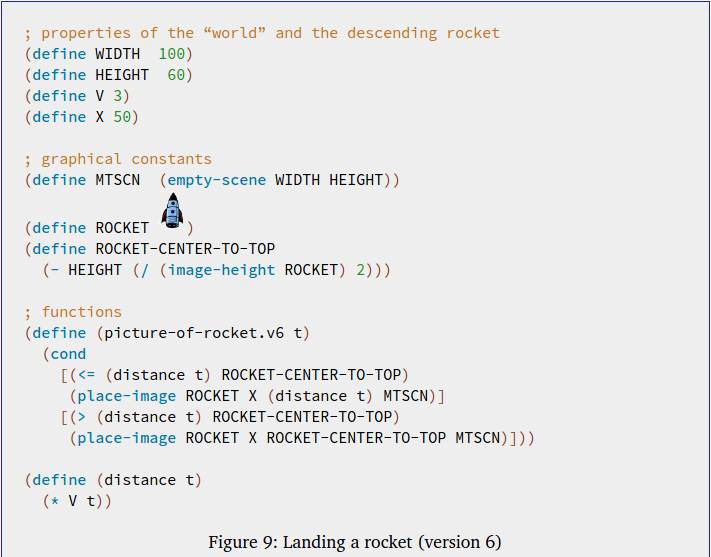 ; properties of the “world” and the descending rocket
(define WIDTH  100)
(define HEIGHT  60)
(define V 3)
(define X 50)
; graphical constants
(define MTSCN  (empty-scene WIDTH HEIGHT))
(define ROCKET     )
(define ROCKET-CENTER-TO-TOP
  (- HEIGHT (/ (image-height ROCKET) 2)))
; functions
(define (picture-of-rocket.v6 t)
  (cond
    [(<= (distance t) ROCKET-CENTER-TO-TOP)
     (place-image ROCKET X (distance t) MTSCN)]
    [(> (distance t) ROCKET-CENTER-TO-TOP)
     (place-image ROCKET X ROCKET-CENTER-TO-TOP MTSCN)]))
(define (distance t)
  (* V t))
Figure 9: Landing a rocket (version 6)